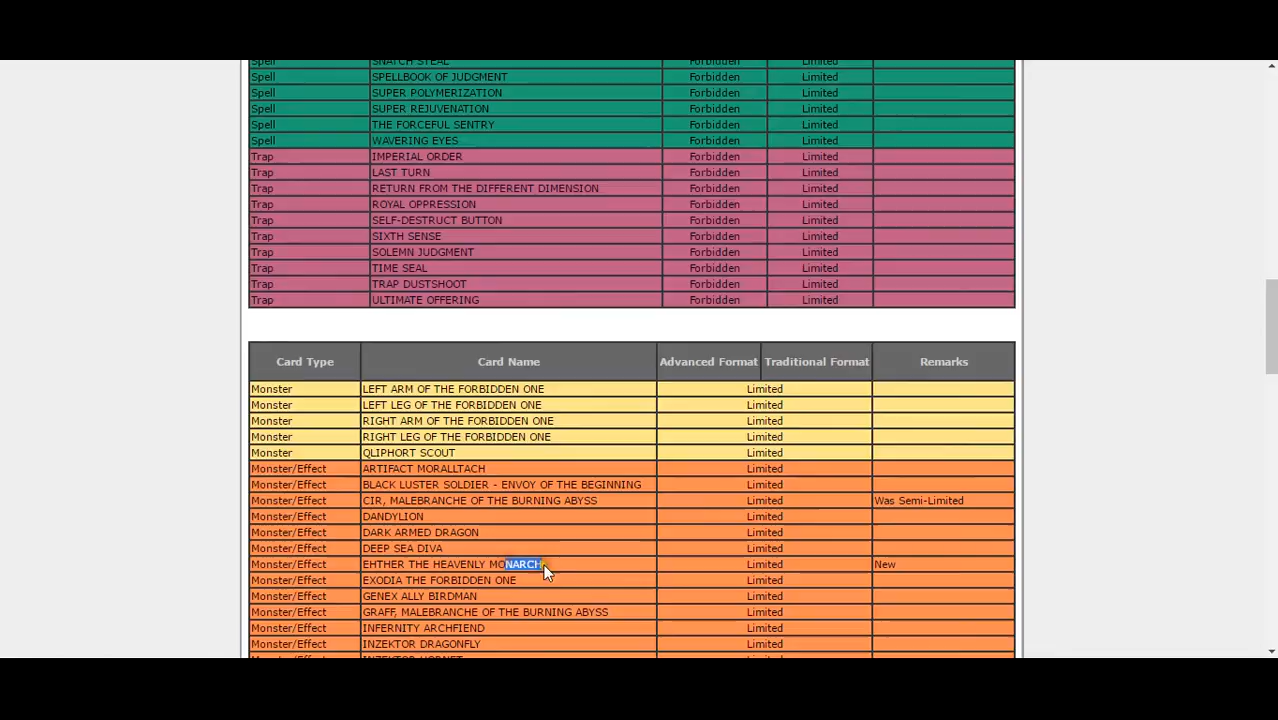 Spell SNATCH STEAL Forbidden Limited
Spell SPELLBOOK OF JUDGMENT Forbidden Limited
Spell SUPER POLYMERIZATION Forbidden Limited
Spell SUPER REJUVENATION Forbidden Limited
Spell THE FORCEFUL SENTRY Forbidden Limited
Spell WAVERING EYES Forbidden Limited
Trap IMPERIAL ORDER Forbidden Limited
Trap LAST TURN Forbidden Limited
Trap RETURN FROM THE DIFFERENT DIMENSION Forbidden Limited
Trap ROYAL OPPRESSION Forbidden Limited
Trap SELF-DESTRUCT BUTTON Forbidden Limited
Trap SIXTH SENSE Forbidden Limited
Trap SOLEMN JUDGMENT Forbidden Limited
Trap TIME SEAL Forbidden Limited
Trap TRAP DUSTSHOOT Forbidden Limited
Trap ULTIMATE OFFERING Forbidden Limited
Card Type Card Name Advanced Format Traditional Format Remarks
Monster LEFT ARM OF THE FORBIDDEN ONE Limited
Monster LEFT LEG OF THE FORBIDDEN ONE Limited
Monster RIGHT ARM OF THE FORBIDDEN ONE Limited
Monster RIGHT LEG OF THE FORBIDDEN ONE Limited
Monster QLIPHORT SCOUT Limited
Monster/Effect ARTIFACT MORALLTACH Limited
Monster/Effect BLACK LUSTER SOLDIER - ENVOY OF THE BEGINNING Limited
Monster/Effect CIR, MALEBRANCHE OF THE BURNING ABYSS Limited Was Semi-Limited
Monster/Effect DANDYLION Limited
Monster/Effect DARK ARMED DRAGON Limited
Monster/Effect DEEP SEA DIVA Limited
Monster/Effect EHTHER THE HEAVENLY MONARCH Limited New
Monster/Effect EXODIA THE FORBIDDEN ONE Limited
Monster/Effect GENEX ALLY BIRDMAN Limited
Monster/Effect GRAFF, MALEBRANCHE OF THE BURNING ABYSS Limited
Monster/Effect INFERNITY ARCHFIEND Limited
Monster/Effect INZEKTOR DRAGONFLY Limited